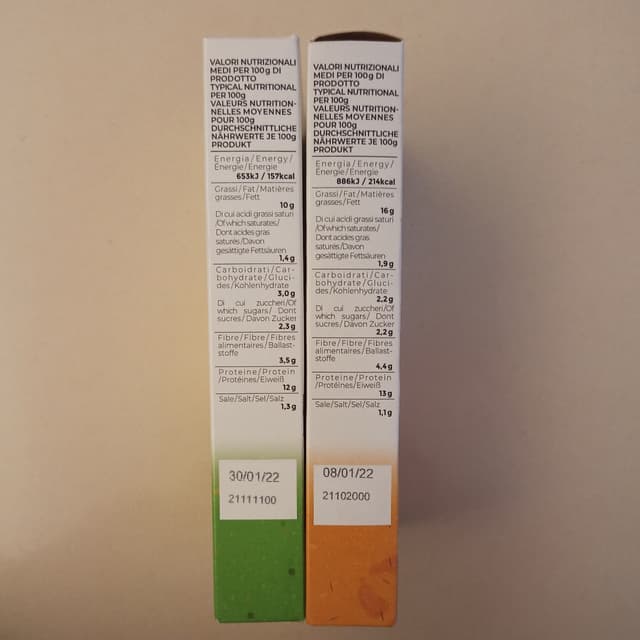 VALORI NUTRIZIONALI
MEDI PER 100g DI
PRODOTTO
TYPICAL NUTRITIONAL
PER 100g
VALEURS NUTRITION-
NELLES MOYENNES
POUR 100g
DURCHSCHNITTLICHE
NÄHRWERTE JE 100g
PRODUKT
Energia/Energy/
Énergie/Energie
653kJ / 157kcal
Grassi/Fat/Matières
grasses/Fett
10 g
Di cui acidi grassi saturi
/Of which saturates/
Dont acides gras
saturés/Davon
gesättigte Fettsäuren
1,4 g
Carboidrati/Car-
bohydrate/Gluci-
des/Kohlenhydrate
3,0 g
Di cui zuccheri/Of
which sugars/ Dont
sucres/Davon Zucker
2,3 g
Fibre/Fibre/Fibres
alimentaires/Ballast-
stoffe
3,5 g
Proteine/Protein
/Protéines/Eiweiß
12 g
Sale/Salt/Sel/Salz
1,3 g
30/01/22
21111100
VALORI NUTRIZIONALI
MEDI PER 100g DI
PRODOTTO
TYPICAL NUTRITIONAL
PER 100g
VALEURS NUTRITION-
NELLES MOYENNES
POUR 100g
DURCHSCHNITTLICHE
NÄHRWERTE JE 100g
PRODUKT
Energia/Energy/
Énergie/Energie
886kJ / 214kcal
Grassi/Fat/Matières
grasses/Fett
16 g
Di cui acidi grassi saturi
/Of which saturates/
Dont acides gras
saturés/Davon
gesättigte Fettsäuren
1,9 g
Carboidrati/Car-
bohydrate/Gluci-
des/Kohlenhydrate
2,2 g
Di cui zuccheri/Of
which sugars/ Dont
sucres/Davon Zucker
2,2 g
Fibre/Fibre/Fibres
alimentaires/Ballast-
stoffe
4,4 g
Proteine/Protein
/Protéines/Eiweiß
13 g
Sale/Salt/Sel/Salz
1,1 g
08/01/22
21102000